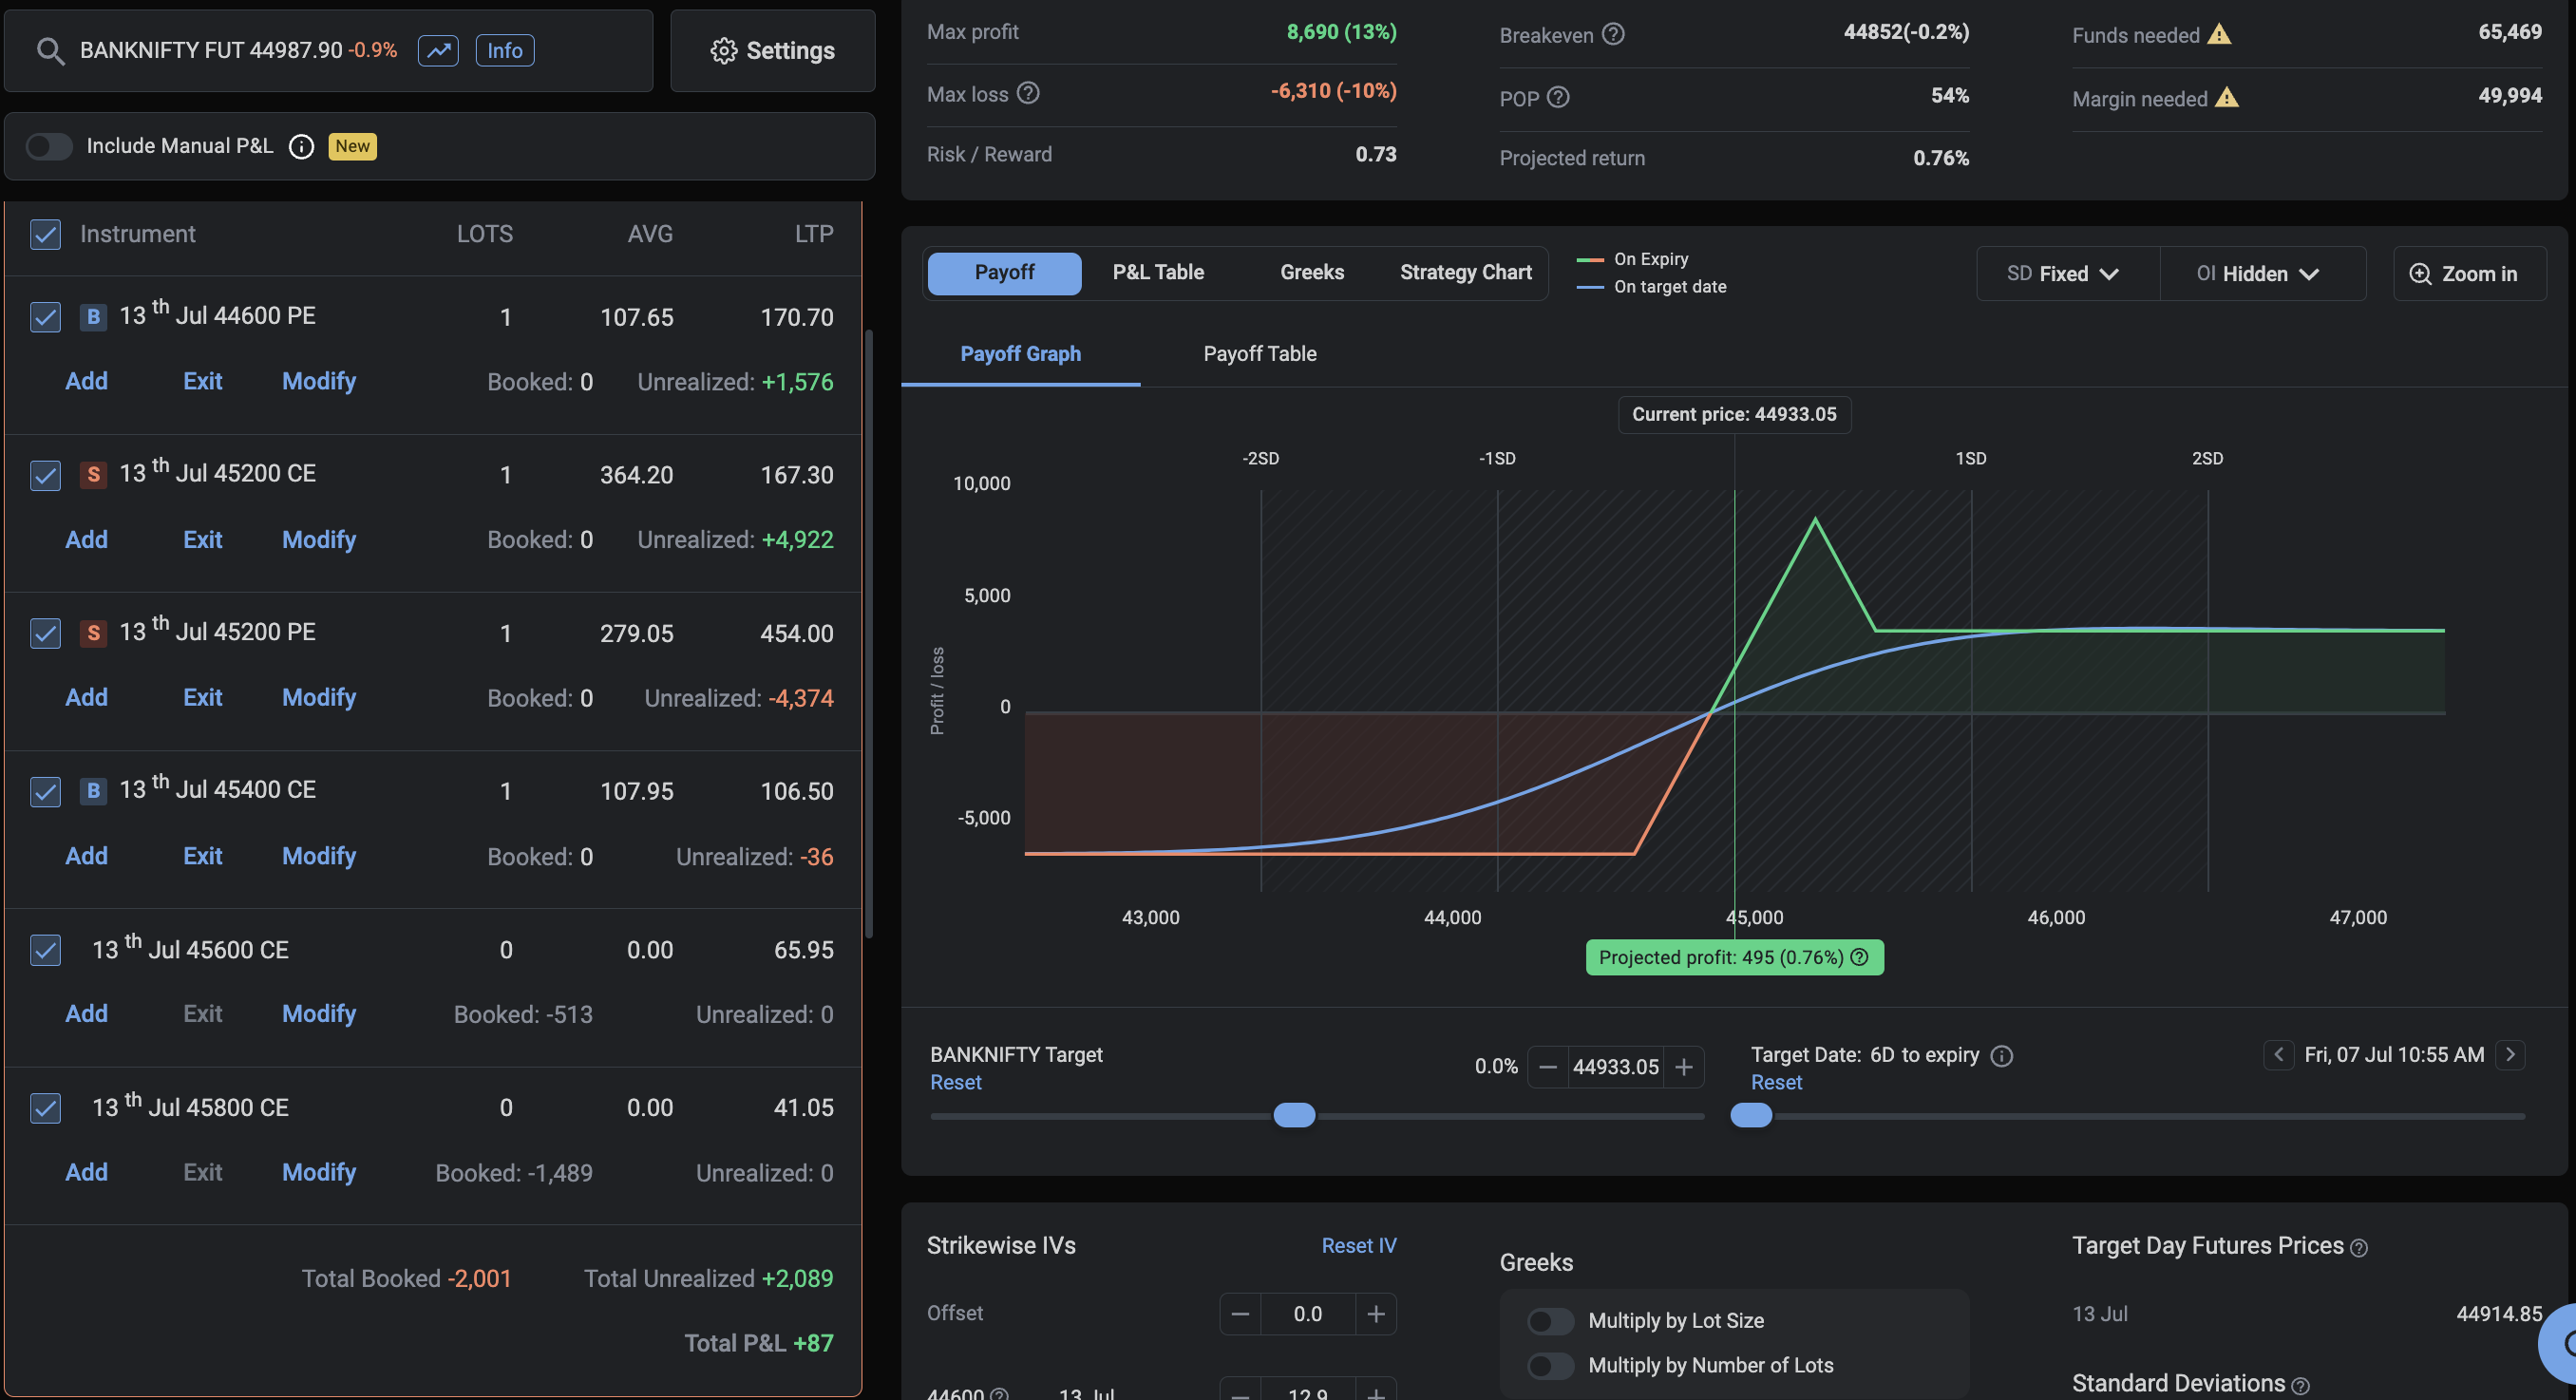 BANKNIFTY FUT 44987.90 -0.9% Info
Settings
Include Manual P&L New
Instrument LOTS AVG LTP
B 13 th Jul 44600 PE 1 107.65 170.70
Add Exit Modify Booked: 0 Unrealized: +1,576
S 13 th Jul 45200 CE 1 364.20 167.30
Add Exit Modify Booked: 0 Unrealized: +4,922
S 13 th Jul 45200 PE 1 279.05 454.00
Add Exit Modify Booked: 0 Unrealized: -4,374
B 13 th Jul 45400 CE 1 107.95 106.50
Add Exit Modify Booked: 0 Unrealized: -36
13 th Jul 45600 CE 0 0.00 65.95
Add Exit Modify Booked: -513 Unrealized: 0
13 th Jul 45800 CE 0 0.00 41.05
Add Exit Modify Booked: -1,489 Unrealized: 0
Total Booked -2,001 Total Unrealized +2,089
Total P&L +87
Max profit 8,690 (13%)
Max loss -6,310 (-10%)
Risk / Reward 0.73
Breakeven 44852(-0.2%)
POP 54%
Projected return 0.76%
Funds needed 65,469
Margin needed 49,994
Payoff P&L Table Greeks Strategy Chart
On Expiry
On target date
SD Fixed OI Hidden Zoom in
Payoff Graph Payoff Table
Current price: 44933.05
-2SD -1SD 1SD 2SD
10,000
5,000
0
-5,000
Profit / loss
43,000 44,000 45,000 46,000 47,000
Projected profit: 495 (0.76%)
BANKNIFTY Target
Reset
0.0% 44933.05
Target Date: 6D to expiry
Reset
Fri, 07 Jul 10:55 AM
Strikewise IVs Reset IV
Offset 0.0
44600 13 Jul 12.9
Greeks
Multiply by Lot Size
Multiply by Number of Lots
Target Day Futures Prices
13 Jul 44914.85
Standard Deviations